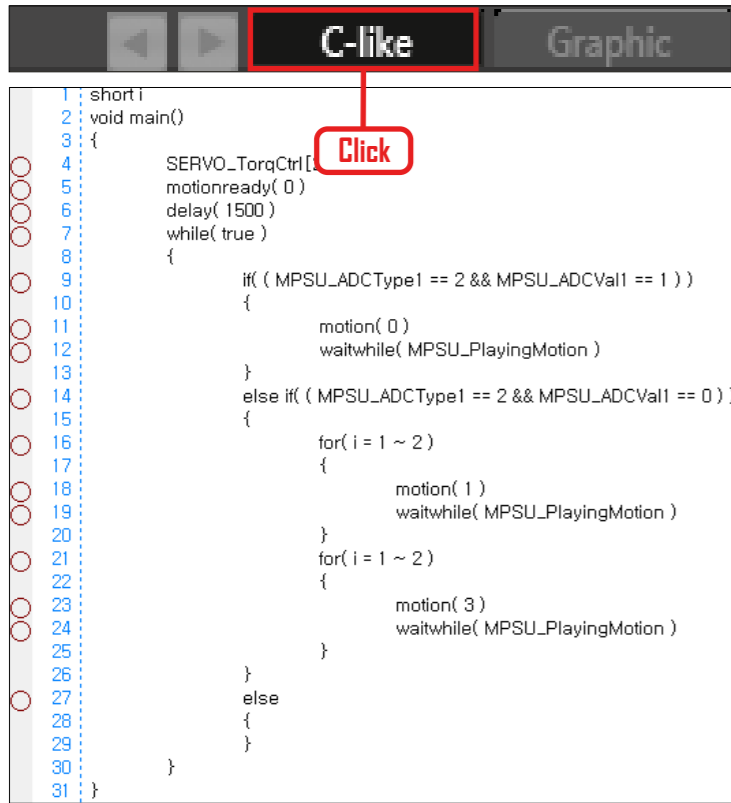 C-like Graphic
Click
1 short i
2 void main()
3 {
4 SERVO_TorqCtrl[
5 motionready( 0 )
6 delay( 1500 )
7 while( true )
8 {
9 if( ( MPSU_ADCType1 == 2 && MPSU_ADCVal1 == 1 ) )
10 {
11 motion( 0 )
12 waitwhile( MPSU_PlayingMotion )
13 }
14 else if( ( MPSU_ADCType1 == 2 && MPSU_ADCVal1 == 0 ) )
15 {
16 for( i = 1 ~ 2 )
17 {
18 motion( 1 )
19 waitwhile( MPSU_PlayingMotion )
20 }
21 for( i = 1 ~ 2 )
22 {
23 motion( 3 )
24 waitwhile( MPSU_PlayingMotion )
25 }
26 }
27 else
28 {
29 }
30 }
31 }